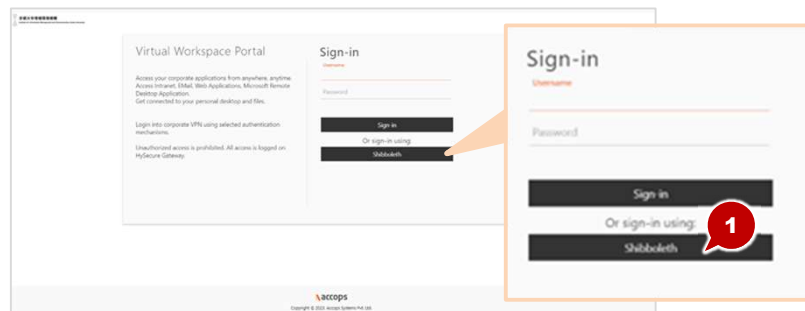 Virtual Workspace Portal
Access your corporate applications from anywhere, anytime.
Access Intranet, EMail, Web Applications, Microsoft Remote
Desktop Application.
Get connected to your personal desktop and files.
Login into corporate VPN using selected authentication
mechanisms.
Unauthorized access is prohibited. All access is logged on
HySecure Gateway.
Sign-in
Username
Password
Sign in
Or sign-in using:
Shibboleth
accops
Sign-in
Username
Password
Sign in
Or sign-in using:
Shibboleth
1